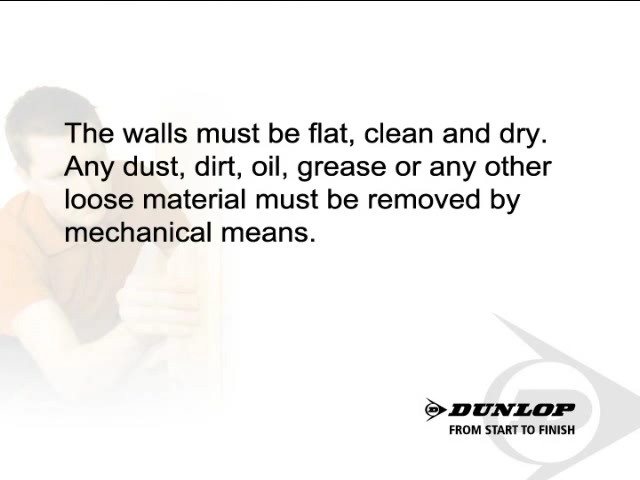 The walls must be flat, clean and dry.
Any dust, dirt, oil, grease or any other
loose material must be removed by
mechanical means.
DUNLOP
FROM START TO FINISH